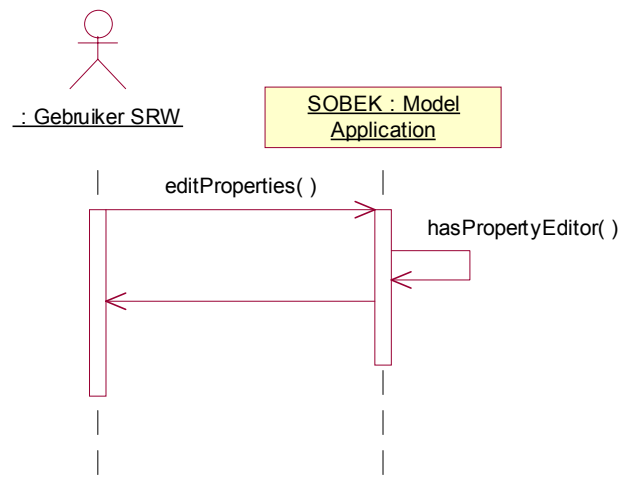 : Gebruiker SRW
SOBEK : Model
Application
editProperties( )
hasPropertyEditor( )